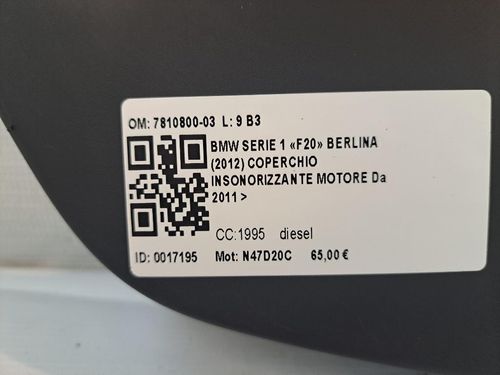 OM: 7810800-03 L: 9 B3
BMW SERIE 1 «F20» BERLINA
(2012) COPERCHIO
INSONORIZZANTE MOTORE Da
2011 >
CC:1995 diesel
ID: 0017195 Mot: N47D20C 65,00 €